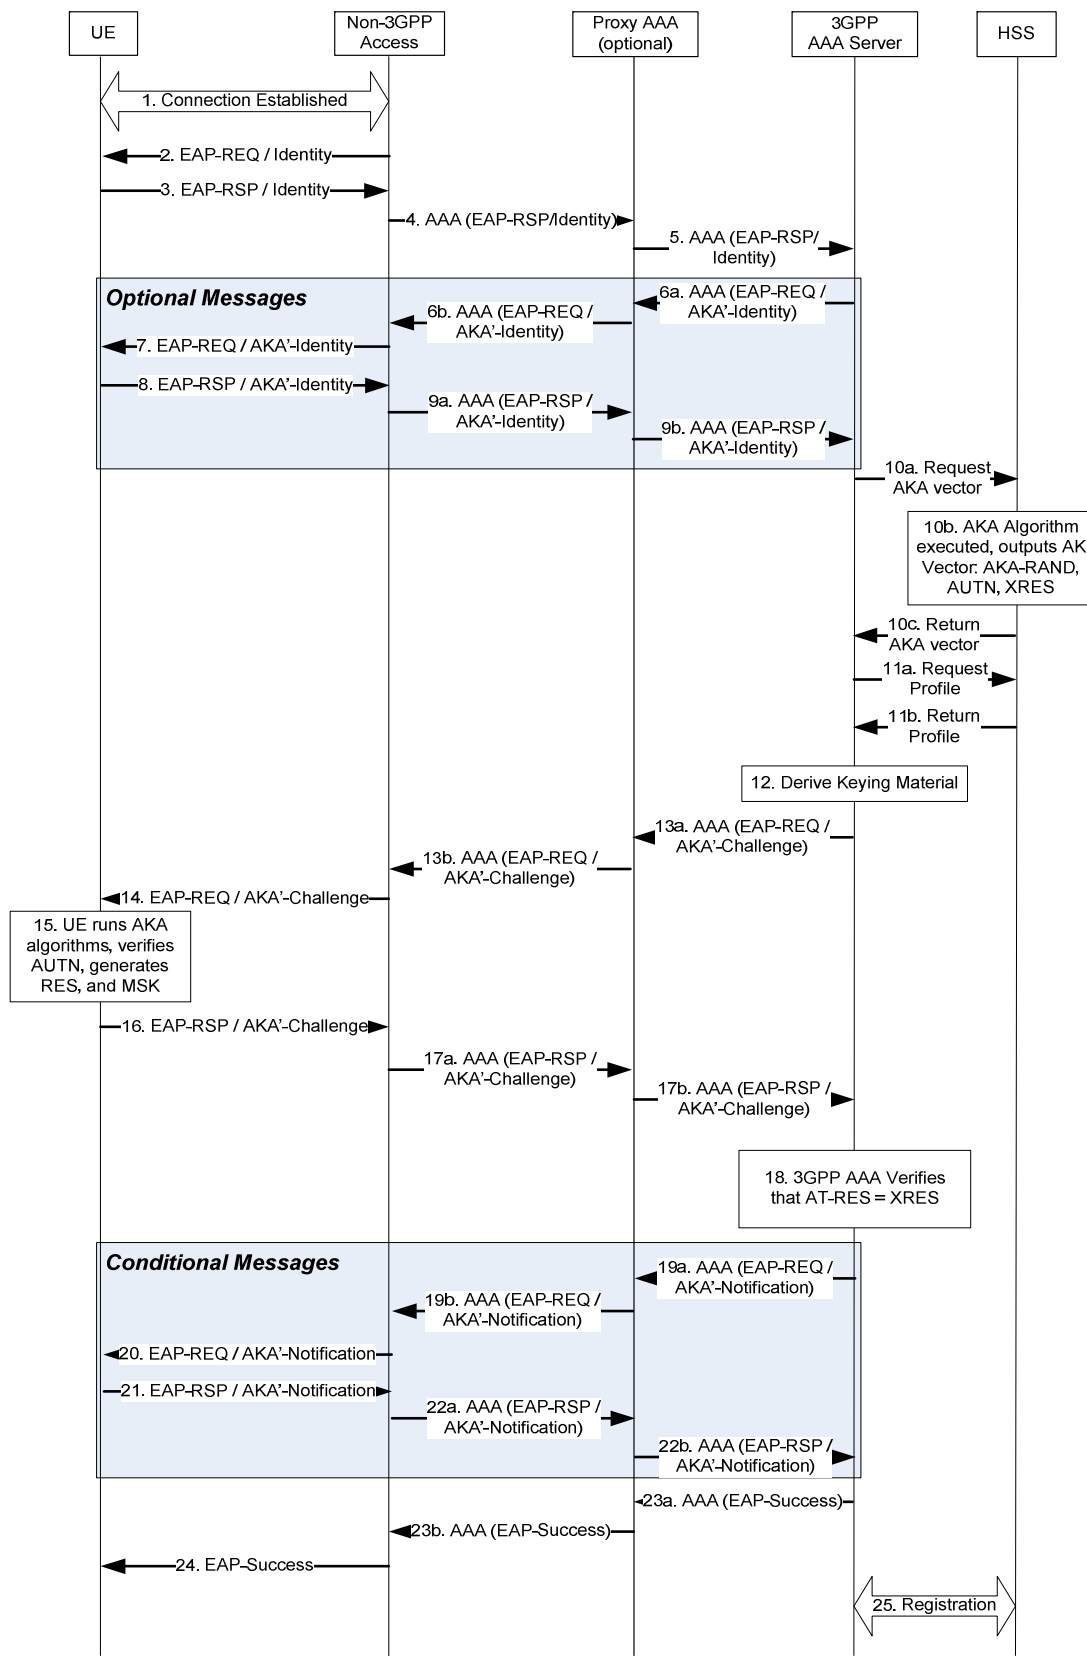 UE
Non-3GPP
Access
Proxy AAA
(optional)
3GPP
AAA Server
HSS
1. Connection Established
2. EAP-REQ / Identity
3. EAP-RSP / Identity
4. AAA (EAP-RSP/Identity)
5. AAA (EAP-RSP/
Identity)
Optional Messages
6a. AAA (EAP-REQ /
AKA'-Identity)
6b. AAA (EAP-REQ /
AKA'-Identity)
7. EAP-REQ / AKA'-Identity
8. EAP-RSP / AKA'-Identity
9a. AAA (EAP-RSP /
AKA'-Identity)
9b. AAA (EAP-RSP /
AKA'-Identity)
10a. Request
AKA vector
10b. AKA Algorithm
executed, outputs AK
Vector: AKA-RAND,
AUTN, XRES
10c. Return
AKA vector
11a. Request
Profile
11b. Return
Profile
12. Derive Keying Material
13a. AAA (EAP-REQ /
AKA'-Challenge)
13b. AAA (EAP-REQ /
AKA'-Challenge)
14. EAP-REQ / AKA'-Challenge
15. UE runs AKA
algorithms, verifies
AUTN, generates
RES, and MSK
16. EAP-RSP / AKA'-Challenge
17a. AAA (EAP-RSP /
AKA'-Challenge)
17b. AAA (EAP-RSP /
AKA'-Challenge)
18. 3GPP AAA Verifies
that AT-RES = XRES
Conditional Messages
19a. AAA (EAP-REQ /
AKA'-Notification)
19b. AAA (EAP-REQ /
AKA'-Notification)
20. EAP-REQ / AKA'-Notification
21. EAP-RSP / AKA'-Notification
22a. AAA (EAP-RSP /
AKA'-Notification)
22b. AAA (EAP-RSP /
AKA'-Notification)
23a. AAA (EAP-Success)
23b. AAA (EAP-Success)
24. EAP-Success
25. Registration